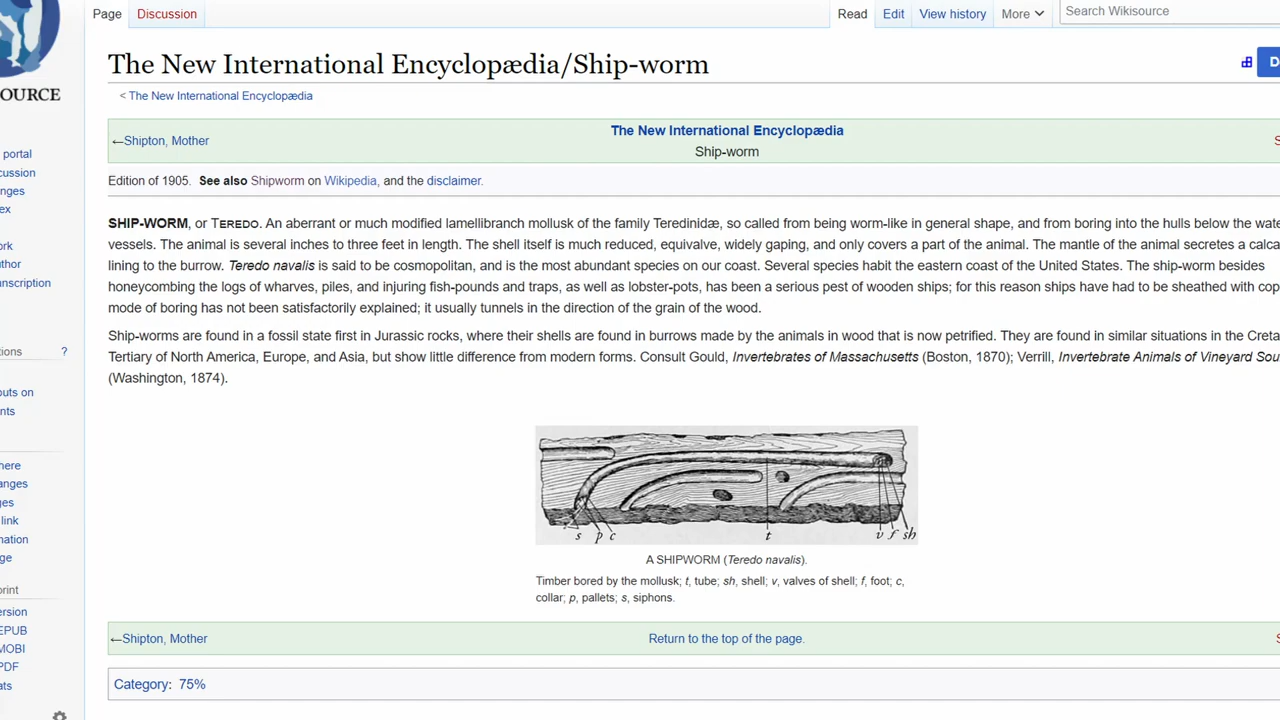 Page Discussion Read Edit View history More Search Wikisource
The New International Encyclopædia/Ship-worm
OURCE
< The New International Encyclopædia
←Shipton, Mother The New International Encyclopædia
Ship-worm
portal
Edition of 1905. See also Shipworm on Wikipedia, and the disclaimer.
SHIP-WORM, or TEREDO. An aberrant or much modified lamellibranch mollusk of the family Teredinidæ, so called from being worm-like in general shape, and from boring into the hulls below the
vessels. The animal is several inches to three feet in length. The shell itself is much reduced, equivalve, widely gaping, and only covers a part of the animal. The mantle of the animal secretes a
lining to the burrow. Teredo navalis is said to be cosmopolitan, and is the most abundant species on our coast. Several species habit the eastern coast of the United States. The ship-worm besides
honeycombing the logs of wharves, piles, and injuring fish-pounds and traps, as well as lobster-pots, has been a serious pest of wooden ships; for this reason ships have had to be sheathed with
mode of boring has not been satisfactorily explained; it usually tunnels in the direction of the grain of the wood.
Ship-worms are found in a fossil state first in Jurassic rocks, where their shells are found in burrows made by the animals in wood that is now petrified. They are found in similar situations in the
Tertiary of North America, Europe, and Asia, but show little difference from modern forms. Consult Gould, Invertebrates of Massachusetts (Boston, 1870); Verrill, Invertebrate Animals of Vineyard
(Washington, 1874).
?
link
s p c t v f sh
A SHIPWORM (Teredo navalis).
Timber bored by the mollusk; t, tube; sh, shell; v, valves of shell; f, foot; c,
collar; p, pallets; s, siphons.
EPUB
MOBI
PDF
←Shipton, Mother Return to the top of the page.
Category: 75%